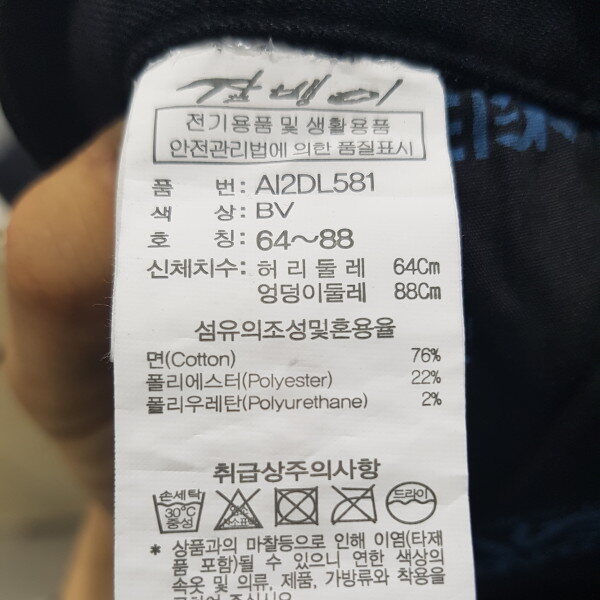 잠뱅이
전기용품 및 생활용품
안전관리법에 의한 품질표시
품 번: AI2DL581
색 상: BV
호 칭: 64~88
신체치수: 허리둘레 64Cm
엉덩이둘레 88Cm
섬유의조성및혼용율
면(Cotton) 76%
폴리에스터(Polyester) 22%
폴리우레탄(Polyurethane) 2%
취급상주의사항
손세탁 30℃ 중성 드라이
* 상품과의 마찰등으로 인해 이염(타제
품 포함)될 수 있으니 연한 색상의
속옷 및 의류, 제품, 가방류와 착용을